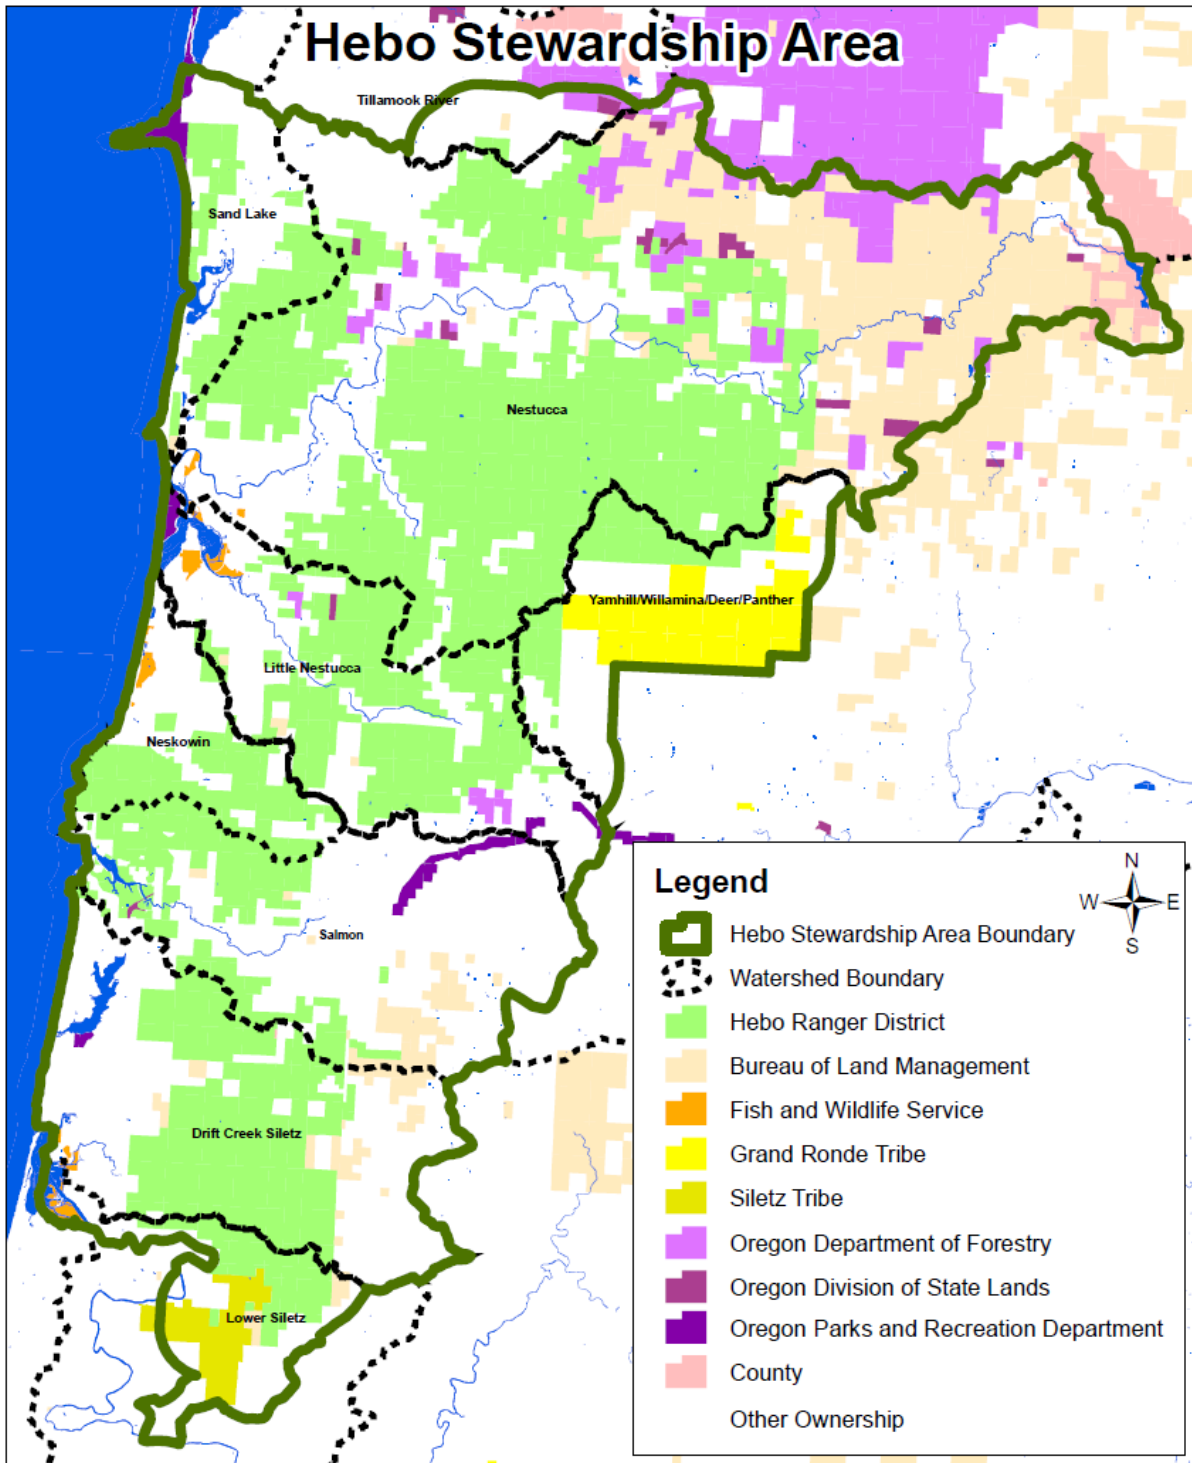 Hebo Stewardship Area
Tillamook River
Sand Lake
Nestucca
Yamhill/Willamina/Deer/Panther
Little Nestucca
Neskowin
Salmon
Drift Creek Siletz
Lower Siletz
Legend
N
W E
S
Hebo Stewardship Area Boundary
Watershed Boundary
Hebo Ranger District
Bureau of Land Management
Fish and Wildlife Service
Grand Ronde Tribe
Siletz Tribe
Oregon Department of Forestry
Oregon Division of State Lands
Oregon Parks and Recreation Department
County
Other Ownership